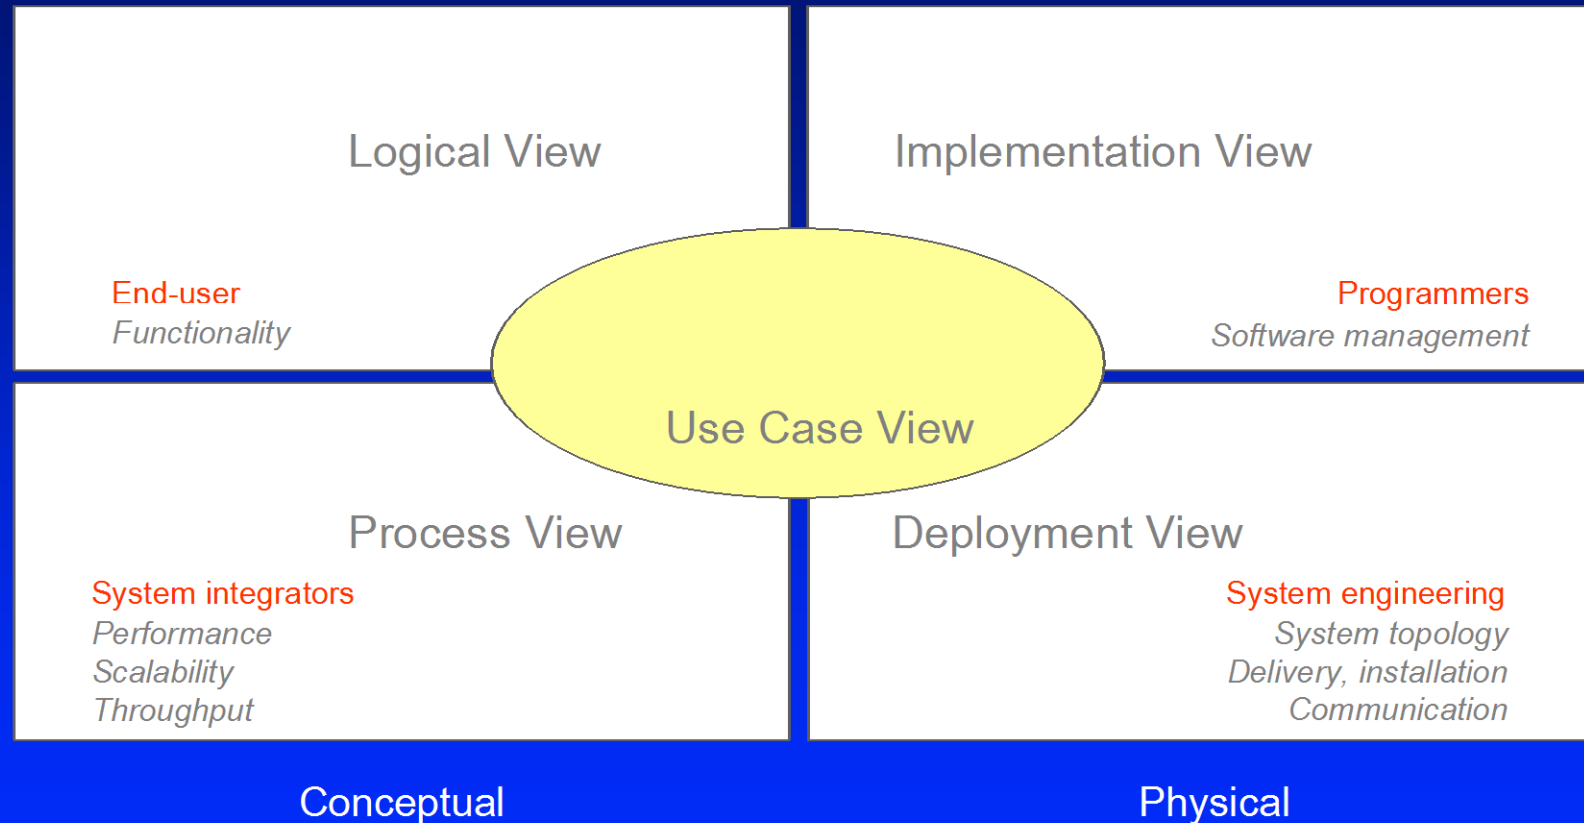 Logical View
Implementation View
End-user
Functionality
Programmers
Software management
Use Case View
Process View
Deployment View
System integrators
Performance
Scalability
Throughput
System engineering
System topology
Delivery, installation
Communication
Conceptual
Physical